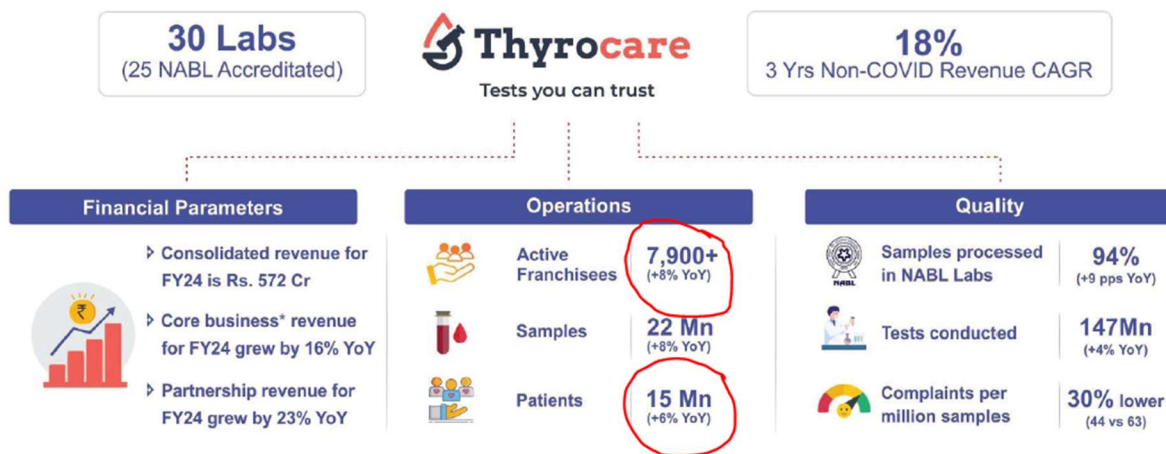 30 Labs
(25 NABL Accreditated)
Thyrocare
Tests you can trust
18%
3 Yrs Non-COVID Revenue CAGR
Financial Parameters
Consolidated revenue for
FY24 is Rs. 572 Cr
Core business* revenue
for FY24 grew by 16% YoY
Partnership revenue for
FY24 grew by 23% YoY
₹
Operations
Active
Franchisees
7,900+
(+8% YoY)
Samples
22 Mn
(+8% YoY)
Patients
15 Mn
(+6% YoY)
Quality
NABL
Samples processed
in NABL Labs
94%
(+9 pps YoY)
Tests conducted
147Mn
(+4% YoY)
Complaints per
million samples
30% lower
(44 vs 63)